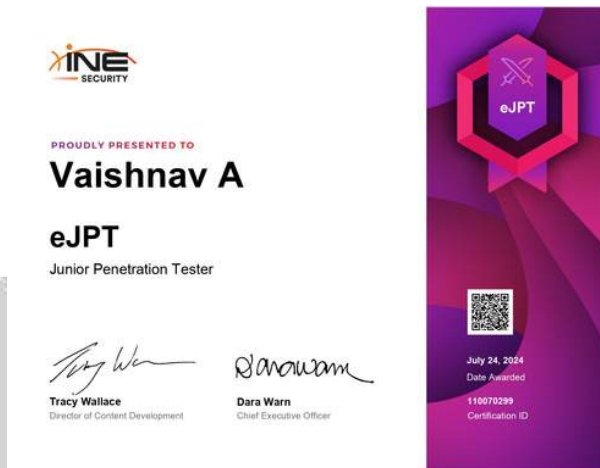 INE
SECURITY
PROUDLY PRESENTED TO
Vaishnav A
eJPT
Junior Penetration Tester
Tracy Wallace
Director of Content Development
Dara Warn
Chief Executive Officer
eJPT
July 24, 2024
Date Awarded
110070299
Certification ID